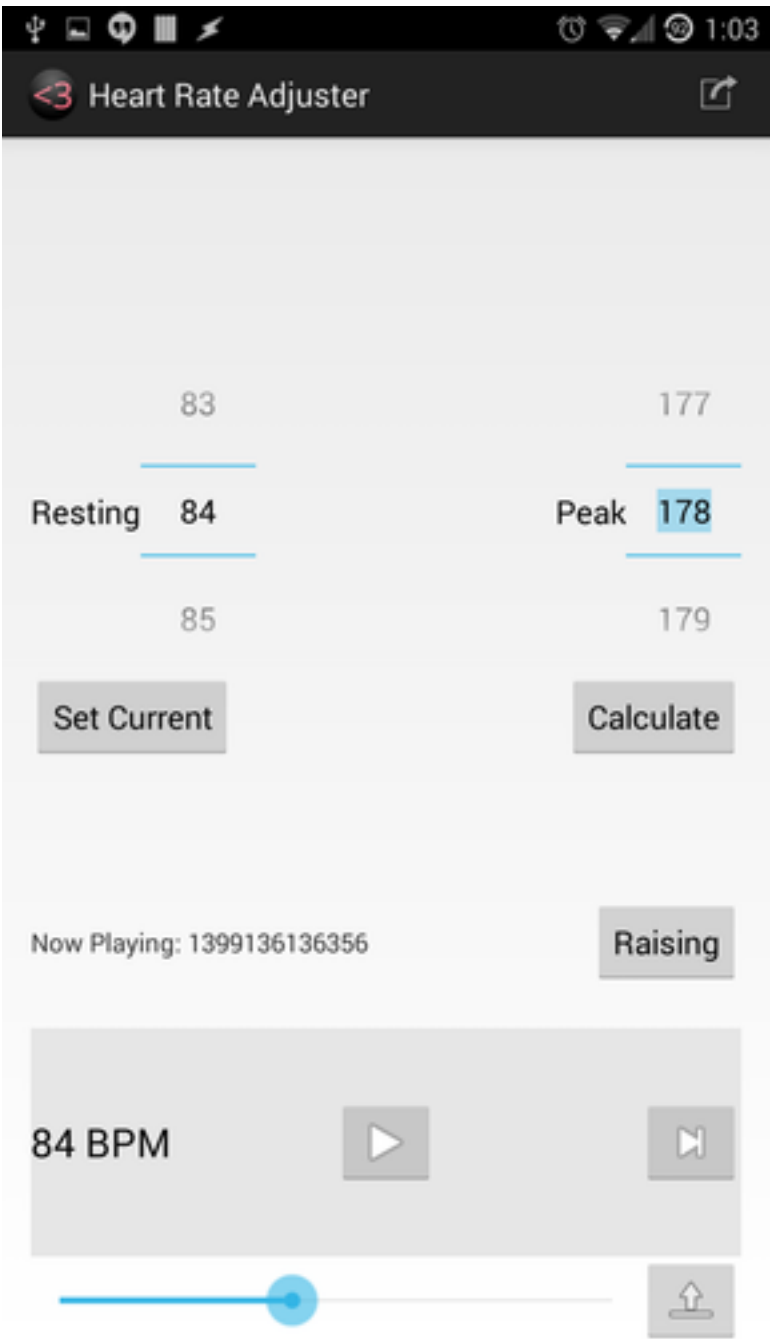 92 1:03
<3 Heart Rate Adjuster
83 177
Resting 84 Peak 178
85 179
Set Current Calculate
Now Playing: 1399136136356 Raising
84 BPM